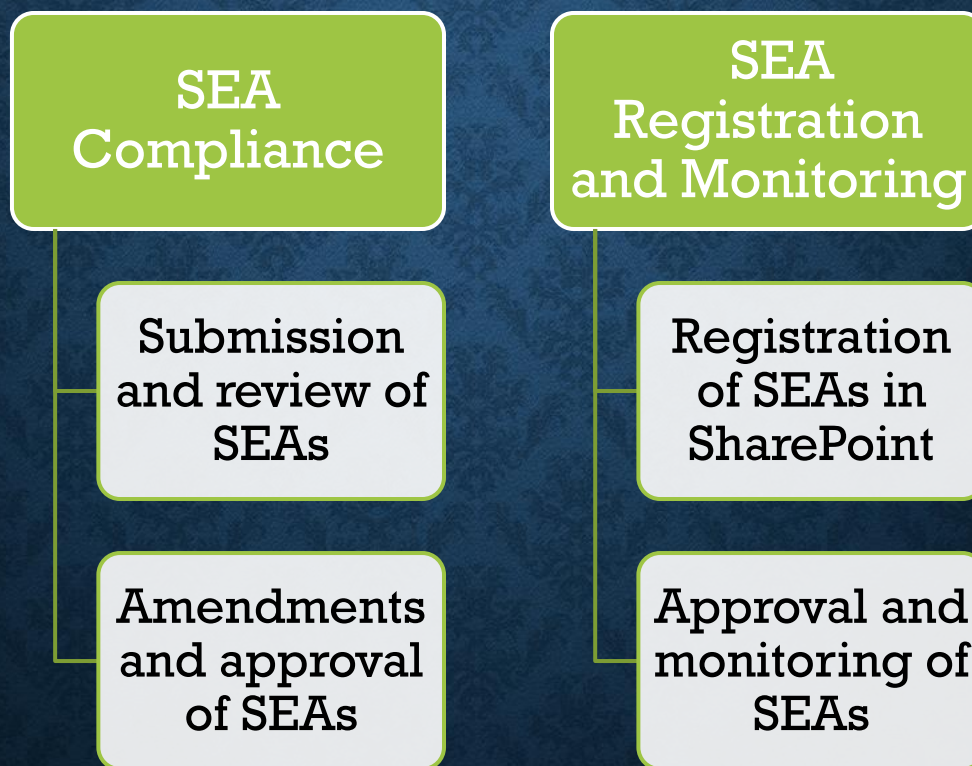 SEA
Compliance
Submission
and review of
SEAs
Amendments
and approval
of SEAs
SEA
Registration
and Monitoring
Registration
of SEAs in
SharePoint
Approval and
monitoring of
SEAs